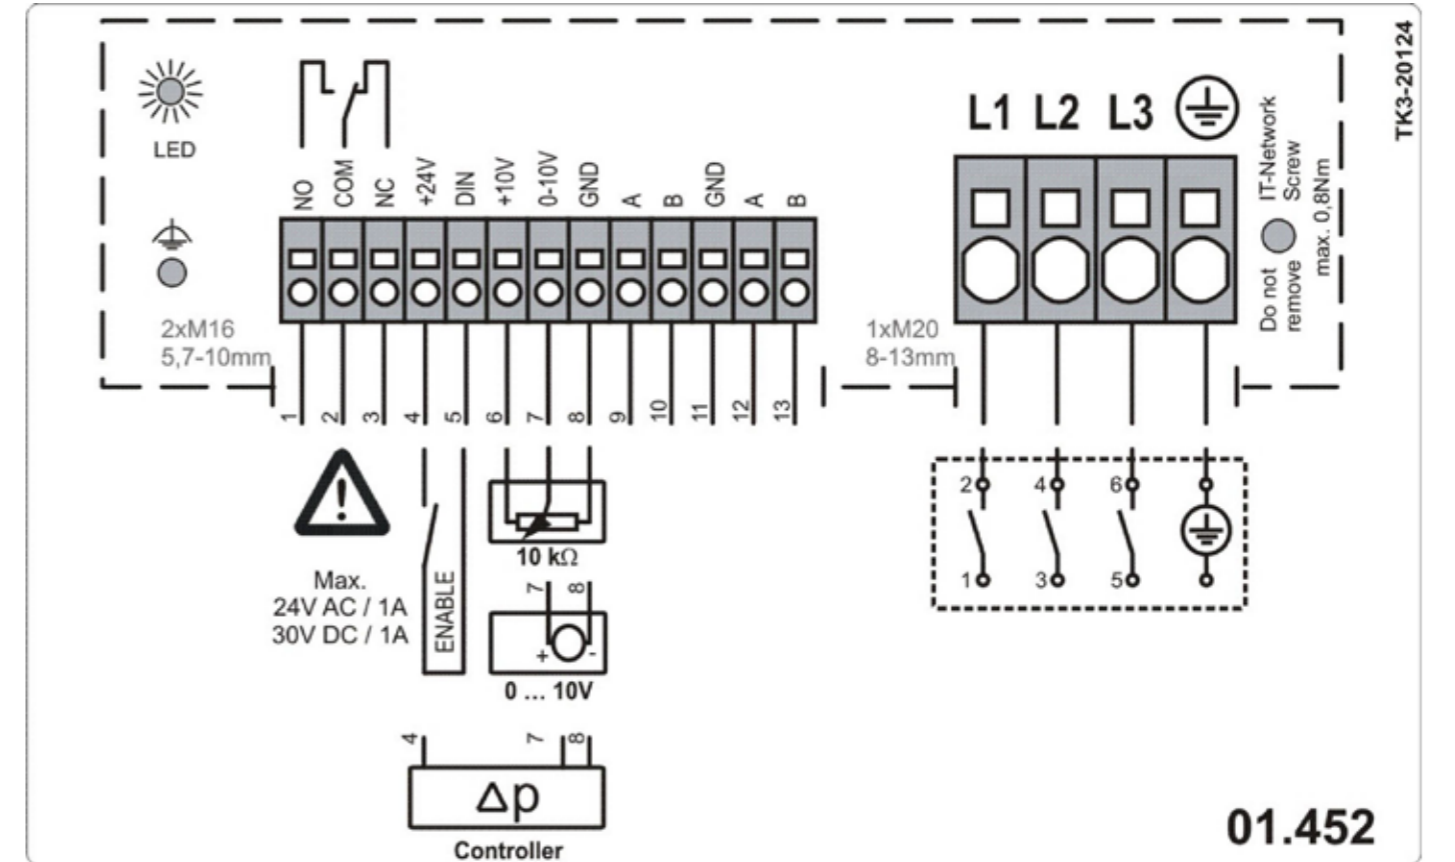 TK3-20124
LED
NO
COM
NC
+24V
DIN
+10V
0-10V
GND
A
B
GND
A
B
L1 L2 L3
IT-Network
Screw
Do not
remove
max. 0,8Nm
2xM16
5,7-10mm
1xM20
8-13mm
1
2
3
4
5
6
7
8
9
10
11
12
13
!
Max.
24V AC / 1A
30V DC / 1A
ENABLE
10 kΩ
7
8
+ -
0 ... 10V
4
7
8
Δp
Controller
2 4 6
1 3 5
01.452